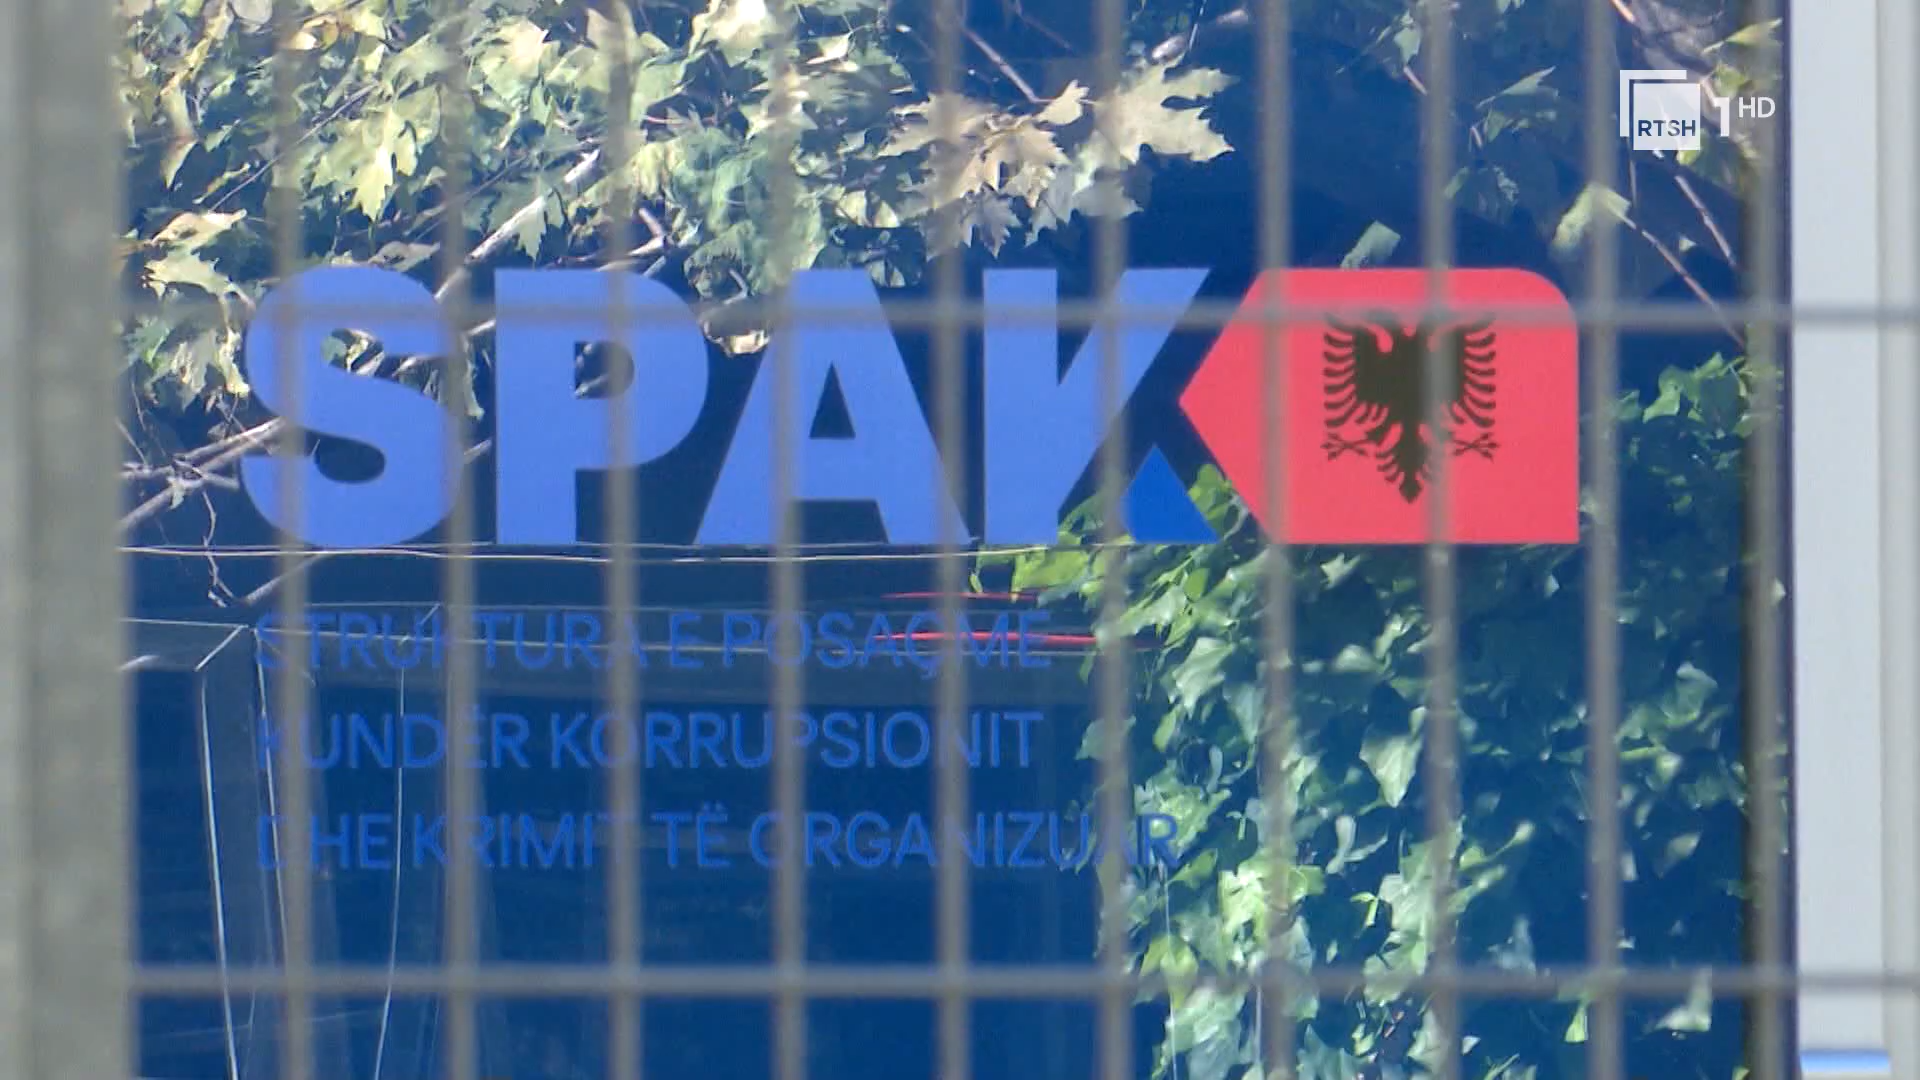 RTSH 1 HD
SPAK
STRUKTURA E POSAÇME
KUNDËR KORRUPSIONIT
DHE KRIMIT TË ORGANIZUAR